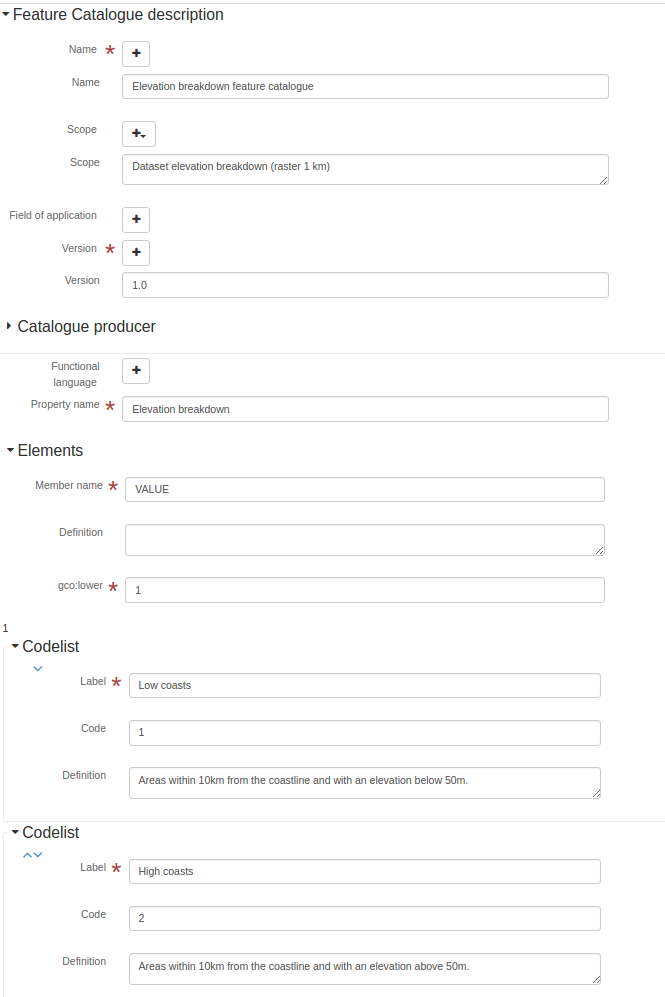 Feature Catalogue description
Name *
Name Elevation breakdown feature catalogue
Scope
Scope Dataset elevation breakdown (raster 1 km)
Field of application
Version *
Version 1.0
Catalogue producer
Functional
language
Property name * Elevation breakdown
Elements
Member name * VALUE
Definition
gco:lower * 1
1
Codelist
Label * Low coasts
Code 1
Definition Areas within 10km from the coastline and with an elevation below 50m.
Codelist
Label * High coasts
Code 2
Definition Areas within 10km from the coastline and with an elevation above 50m.